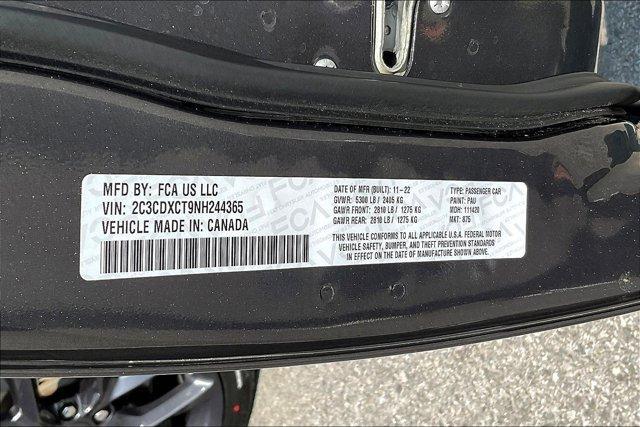 MFD BY: FCA US LLC
VIN: 2C3CDXCT9NH244365
VEHICLE MADE IN: CANADA
DATE OF MFR (BUILT): 11-22
GVWR: 5300 LB / 2405 KG
GAWR FRONT: 2810 LB / 1275 KG
GAWR REAR: 2810 LB / 1275 KG
TYPE: PASSENGER CAR
PAINT: PAU
MDH: 111420
MAT: 875
THIS VEHICLE CONFORMS TO ALL APPLICABLE U.S.A. FEDERAL MOTOR
VEHICLE SAFETY, BUMPER, AND THEFT PREVENTION STANDARDS
IN EFFECT ON THE DATE OF MANUFACTURE SHOWN ABOVE.